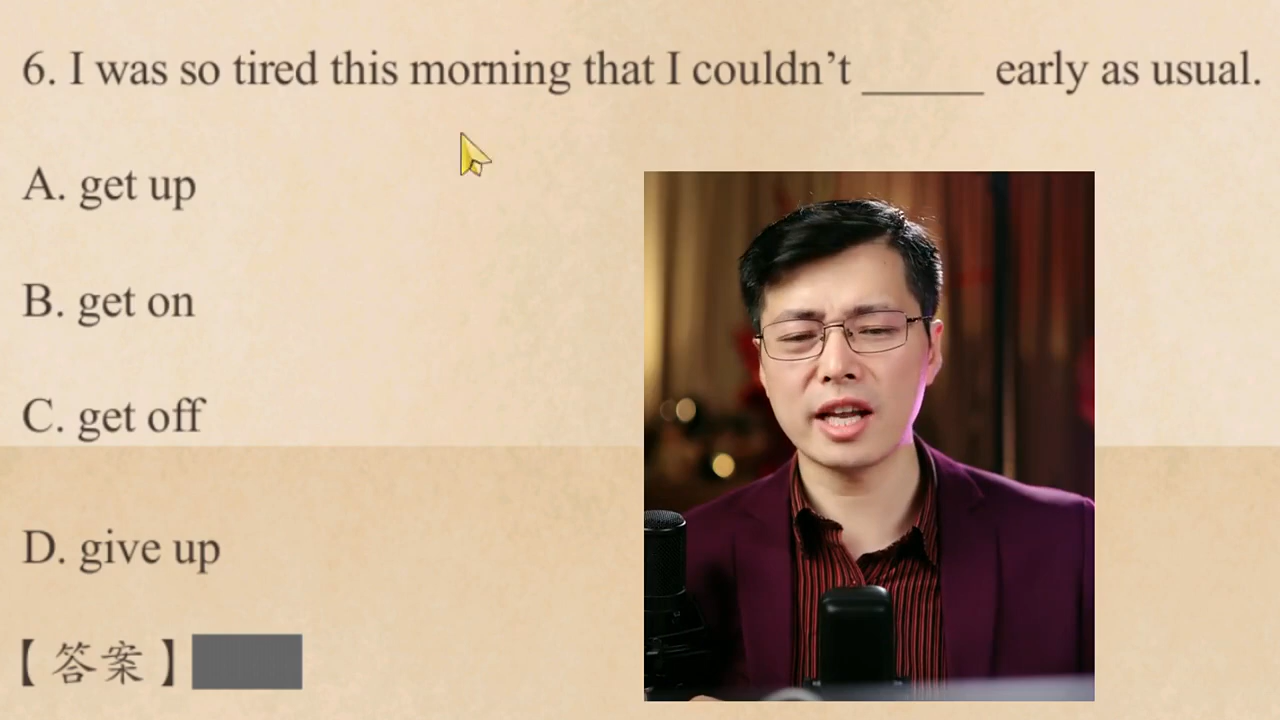 6. I was so tired this morning that I couldn’t _____ early as usual.
A. get up
B. get on
C. get off
D. give up
【答案】